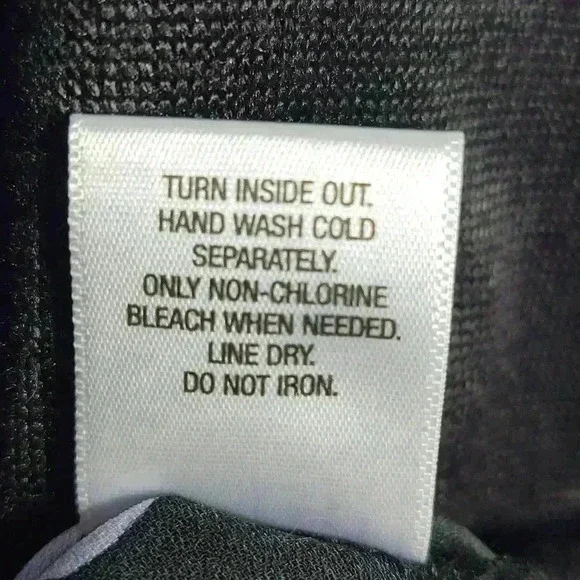 TURN INSIDE OUT.
HAND WASH COLD
SEPARATELY.
ONLY NON-CHLORINE
BLEACH WHEN NEEDED.
LINE DRY.
DO NOT IRON.